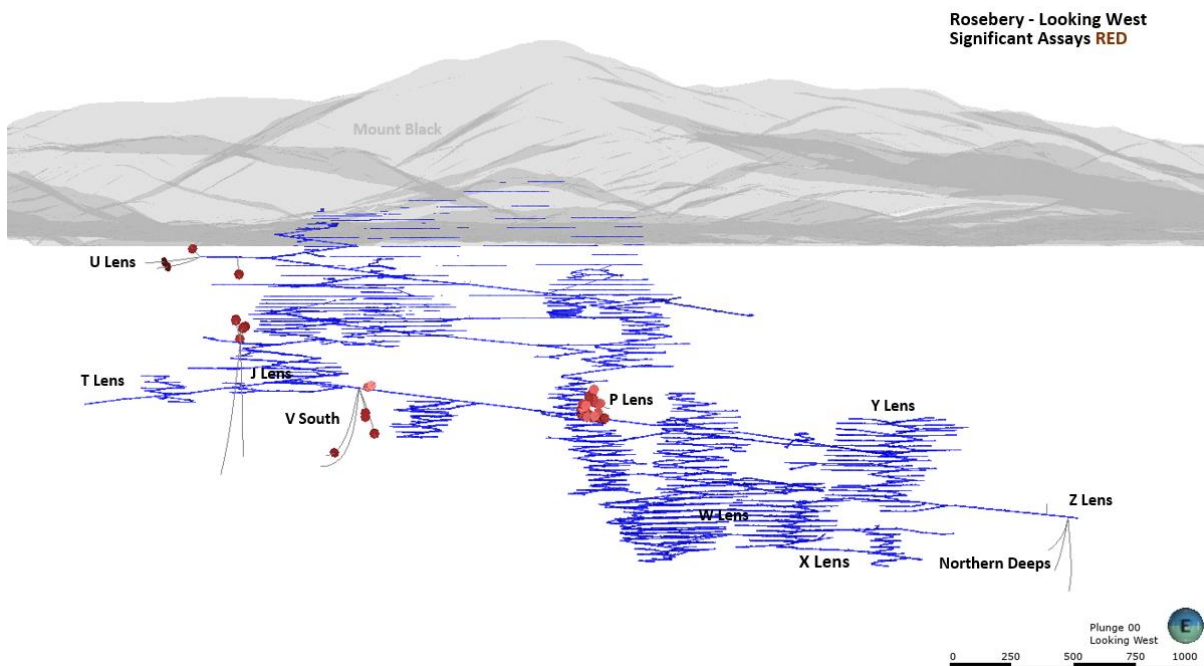 Rosebery - Looking West
Significant Assays RED
Mount Black
U Lens
T Lens
J Lens
V South
P Lens
Y Lens
W Lens
Z Lens
X Lens
Northern Deeps
Plunge 00
Looking West
E
0 250 500 750 1000